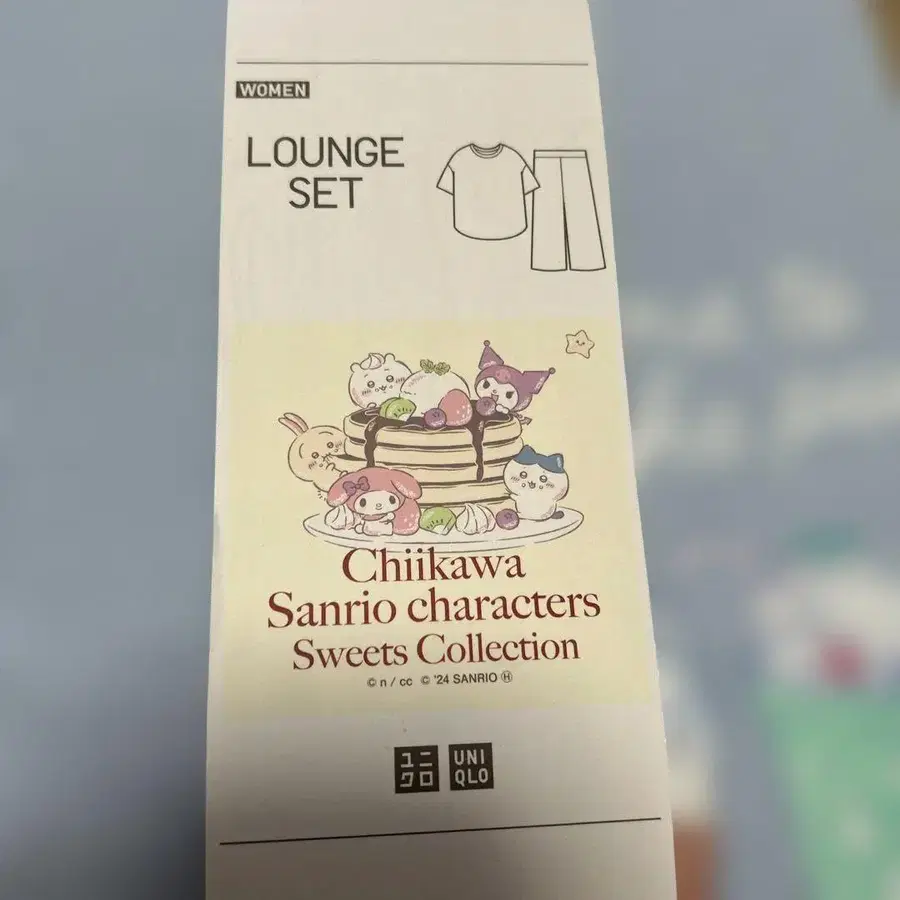 WOMEN
LOUNGE
SET
Chiikawa
Sanrio characters
Sweets Collection
© n / cc © '24 SANRIO Ⓗ
ユニ UNI
クロ QLO